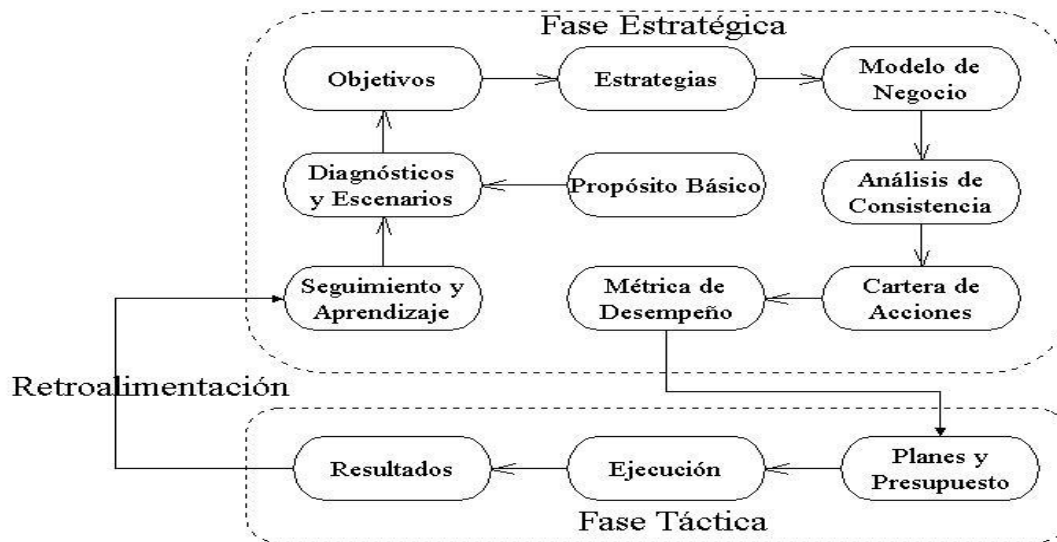 Fase Estratégica
Objetivos
Estrategias
Modelo de
Negocio
Diagnósticos
y Escenarios
Propósito Básico
Análisis de
Consistencia
Seguimiento y
Aprendizaje
Métrica de
Desempeño
Cartera de
Acciones
Retroalimentación
Resultados
Ejecución
Planes y
Presupuesto
Fase Táctica